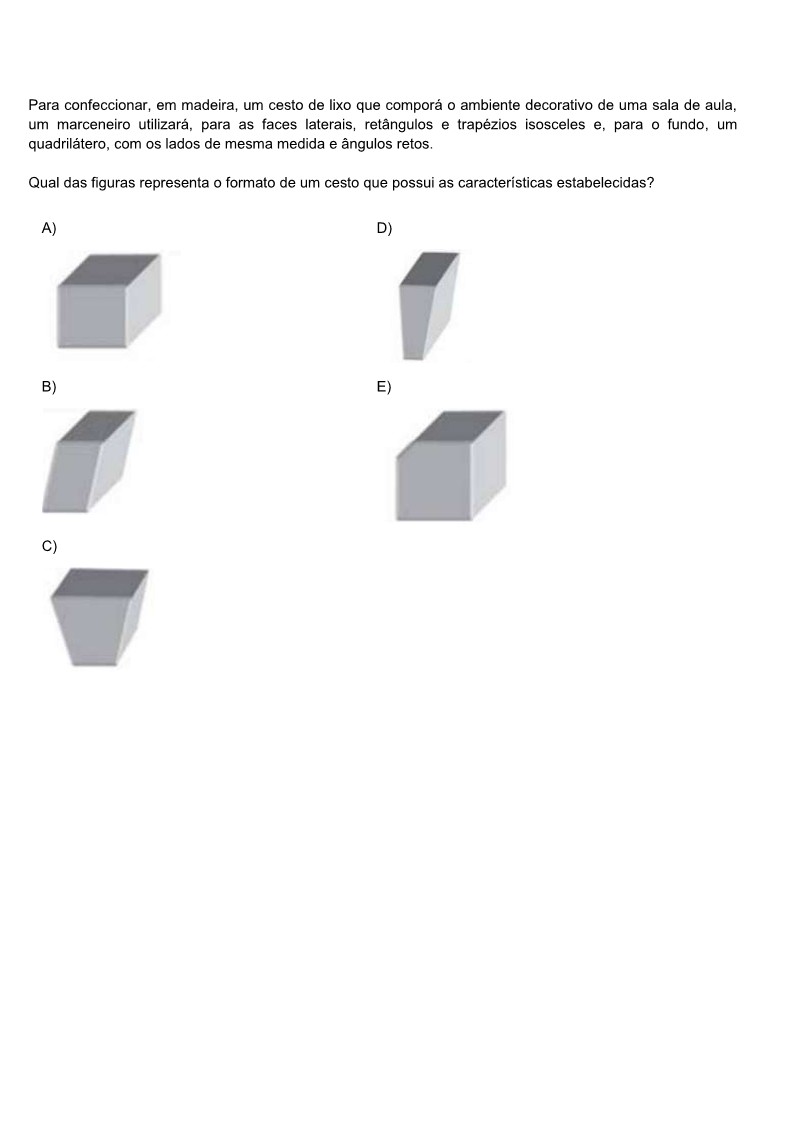 Para confeccionar, em madeira, um cesto de lixo que comporá o ambiente decorativo de uma sala de aula,
um marceneiro utilizará, para as faces laterais, retângulos e trapézios isosceles e, para o fundo, um
quadrilátero, com os lados de mesma medida e ângulos retos.
Qual das figuras representa o formato de um cesto que possui as características estabelecidas?
A)
D)
B)
E)
C)